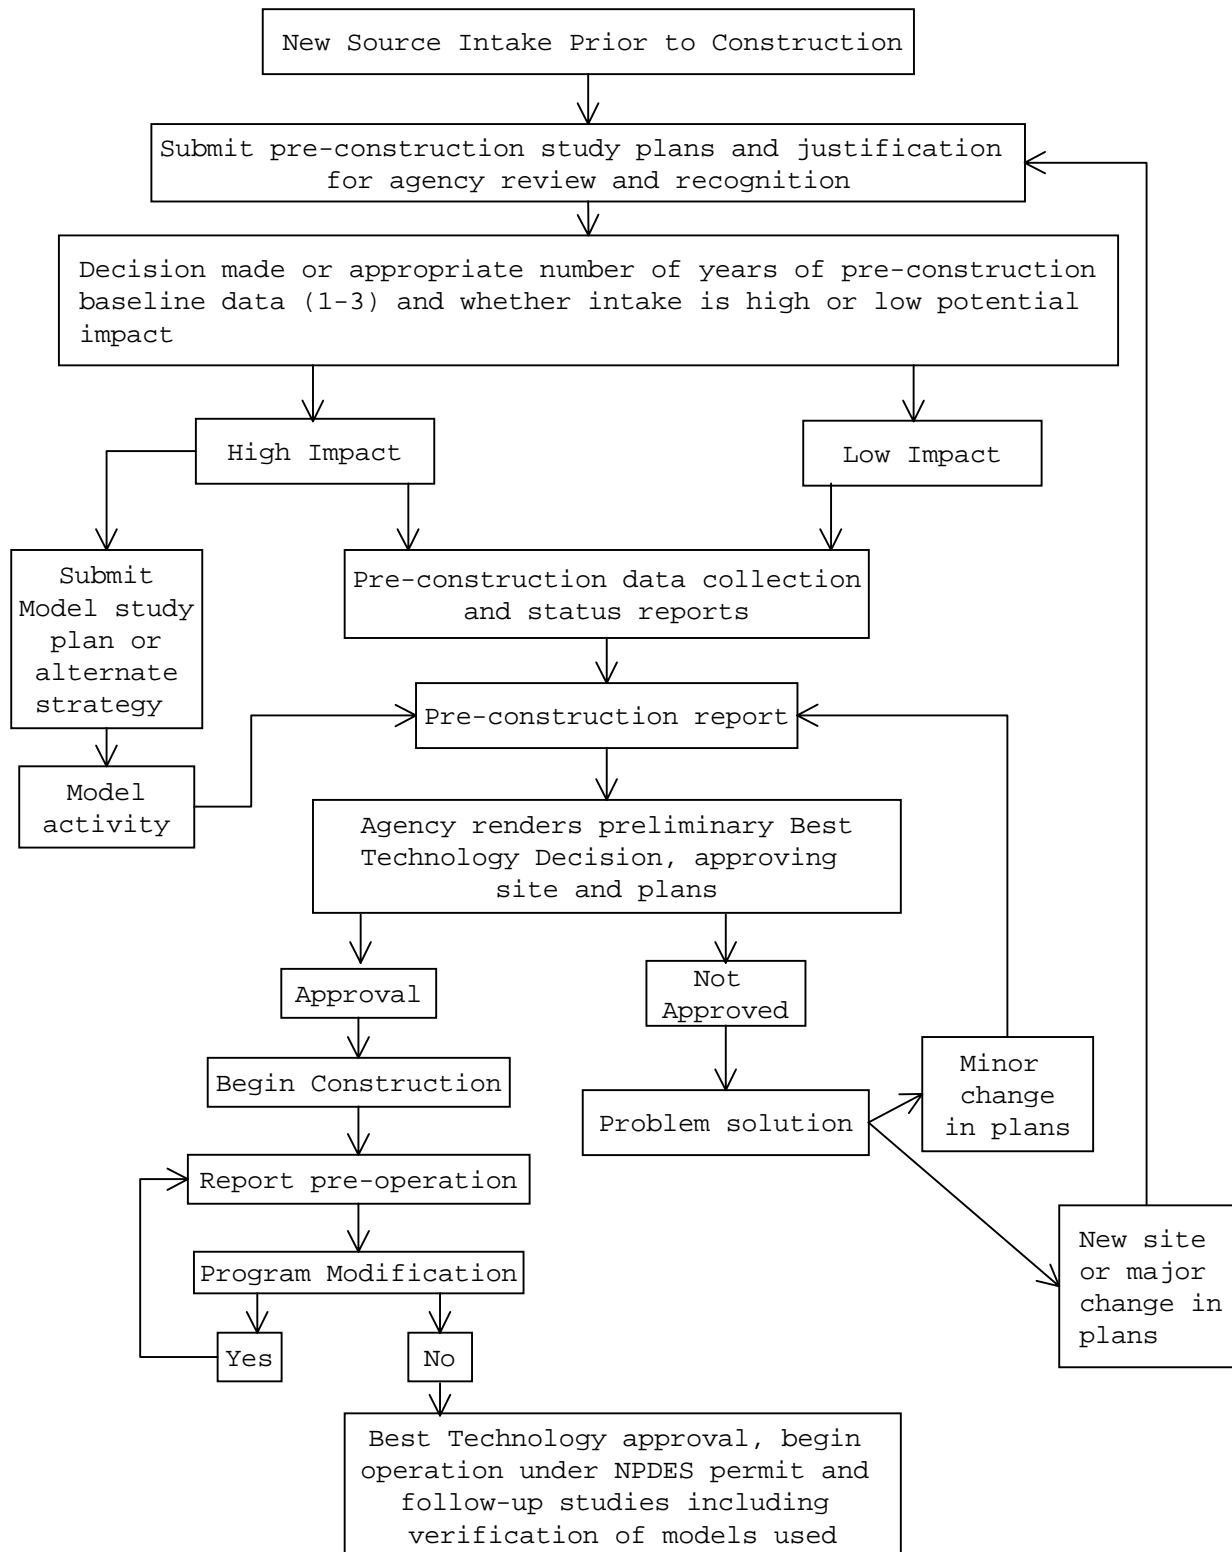 New Source Intake Prior to Construction
Submit pre-construction study plans and justification
for agency review and recognition
Decision made or appropriate number of years of pre-construction
baseline data (1-3) and whether intake is high or low potential
impact
High Impact
Low Impact
Submit
Model study
plan or
alternate
strategy
Pre-construction data collection
and status reports
Pre-construction report
Model
activity
Agency renders preliminary Best
Technology Decision, approving
site and plans
Approval
Not
Approved
Begin Construction
Problem solution
Minor
change
in plans
Report pre-operation
New site
or major
change in
plans
Program Modification
Yes
No
Best Technology approval, begin
operation under NPDES permit and
follow-up studies including
verification of models used